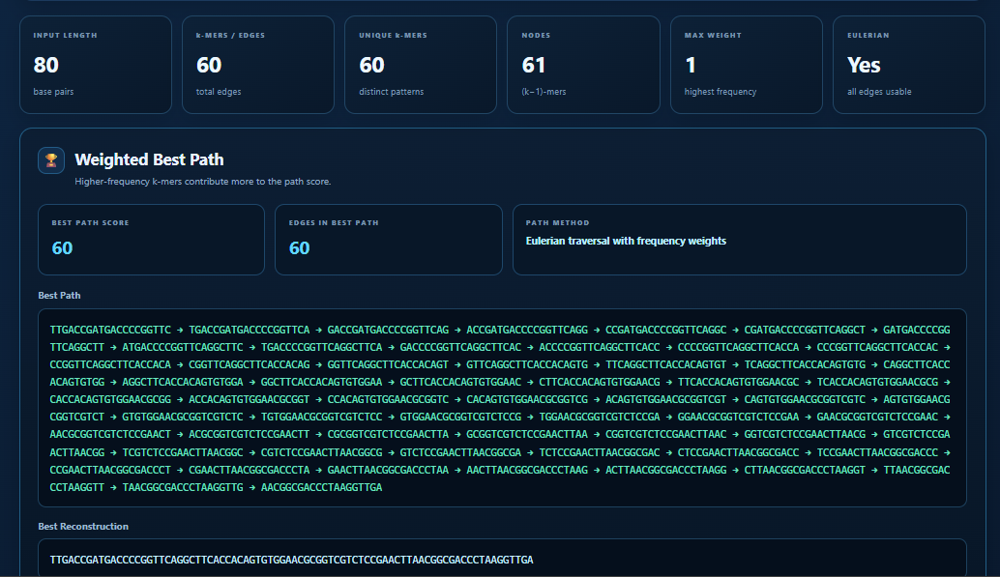 INPUT LENGTH
80
base pairs
k-MERS / EDGES
60
total edges
UNIQUE k-MERS
60
distinct patterns
NODES
61
(k−1)-mers
MAX WEIGHT
1
highest frequency
EULERIAN
Yes
all edges usable
Weighted Best Path
Higher-frequency k-mers contribute more to the path score.
BEST PATH SCORE
60
EDGES IN BEST PATH
60
PATH METHOD
Eulerian traversal with frequency weights
Best Path
TTGACCGATGACCCCGGTTC → TGACCGATGACCCCGGTTCA → GACCGATGACCCCGGTTCAG → ACCGATGACCCCGGTTCAGG → CCGATGACCCCGGTTCAGGC → CGATGACCCCGGTTCAGGCT → GATGACCCCGG
TTCAGGCTT → ATGACCCCGGTTCAGGCTTC → TGACCCCGGTTCAGGCTTCA → GACCCCGGTTCAGGCTTCAC → ACCCCGGTTCAGGCTTCACC → CCCCGGTTCAGGCTTCACCA → CCCGGTTCAGGCTTCACCAC →
CCGGTTCAGGCTTCACCACA → CGGTTCAGGCTTCACCACAG → GGTTCAGGCTTCACCACAGT → GTTCAGGCTTCACCACAGTG → TTCAGGCTTCACCACAGTGT → TCAGGCTTCACCACAGTGTG → CAGGCTTCACC
ACAGTGTGG → AGGCTTCACCACAGTGTGGA → GGCTTCACCACAGTGTGGAA → GCTTCACCACAGTGTGGAAC → CTTCACCACAGTGTGGAACG → TTCACCACAGTGTGGAACGC → TCACCACAGTGTGGAACGCG →
CACCACAGTGTGGAACGCGG → ACCACAGTGTGGAACGCGGT → CCACAGTGTGGAACGCGGTC → CACAGTGTGGAACGCGGTCG → ACAGTGTGGAACGCGGTCGT → CAGTGTGGAACGCGGTCGTC → AGTGTGGAACG
CGGTCGTCT → GTGTGGAACGCGGTCGTCTC → TGTGGAACGCGGTCGTCTCC → GTGGAACGCGGTCGTCTCCG → TGGAACGCGGTCGTCTCCGA → GGAACGCGGTCGTCTCCGAA → GAACGCGGTCGTCTCCGAAC →
AACGCGGTCGTCTCCGAACT → ACGCGGTCGTCTCCGAACTT → CGCGGTCGTCTCCGAACTTA → GCGGTCGTCTCCGAACTTAA → CGGTCGTCTCCGAACTTAAC → GGTCGTCTCCGAACTTAACG → GTCGTCTCCGA
ACTTAACGG → TCGTCTCCGAACTTAACGGC → CGTCTCCGAACTTAACGGCG → GTCTCCGAACTTAACGGCGA → TCTCCGAACTTAACGGCGAC → CTCCGAACTTAACGGCGACC → TCCGAACTTAACGGCGACCC →
CCGAACTTAACGGCGACCCT → CGAACTTAACGGCGACCCTA → GAACTTAACGGCGACCCTAA → AACTTAACGGCGACCCTAAG → ACTTAACGGCGACCCTAAGG → CTTAACGGCGACCCTAAGGT → TTAACGGCGAC
CCTAAGGTT → TAACGGCGACCCTAAGGTTG → AACGGCGACCCTAAGGTTGA
Best Reconstruction
TTGACCGATGACCCCGGTTCAGGCTTCACCACAGTGTGGAACGCGGTCGTCTCCGAACTTAACGGCGACCCTAAGGTTGA